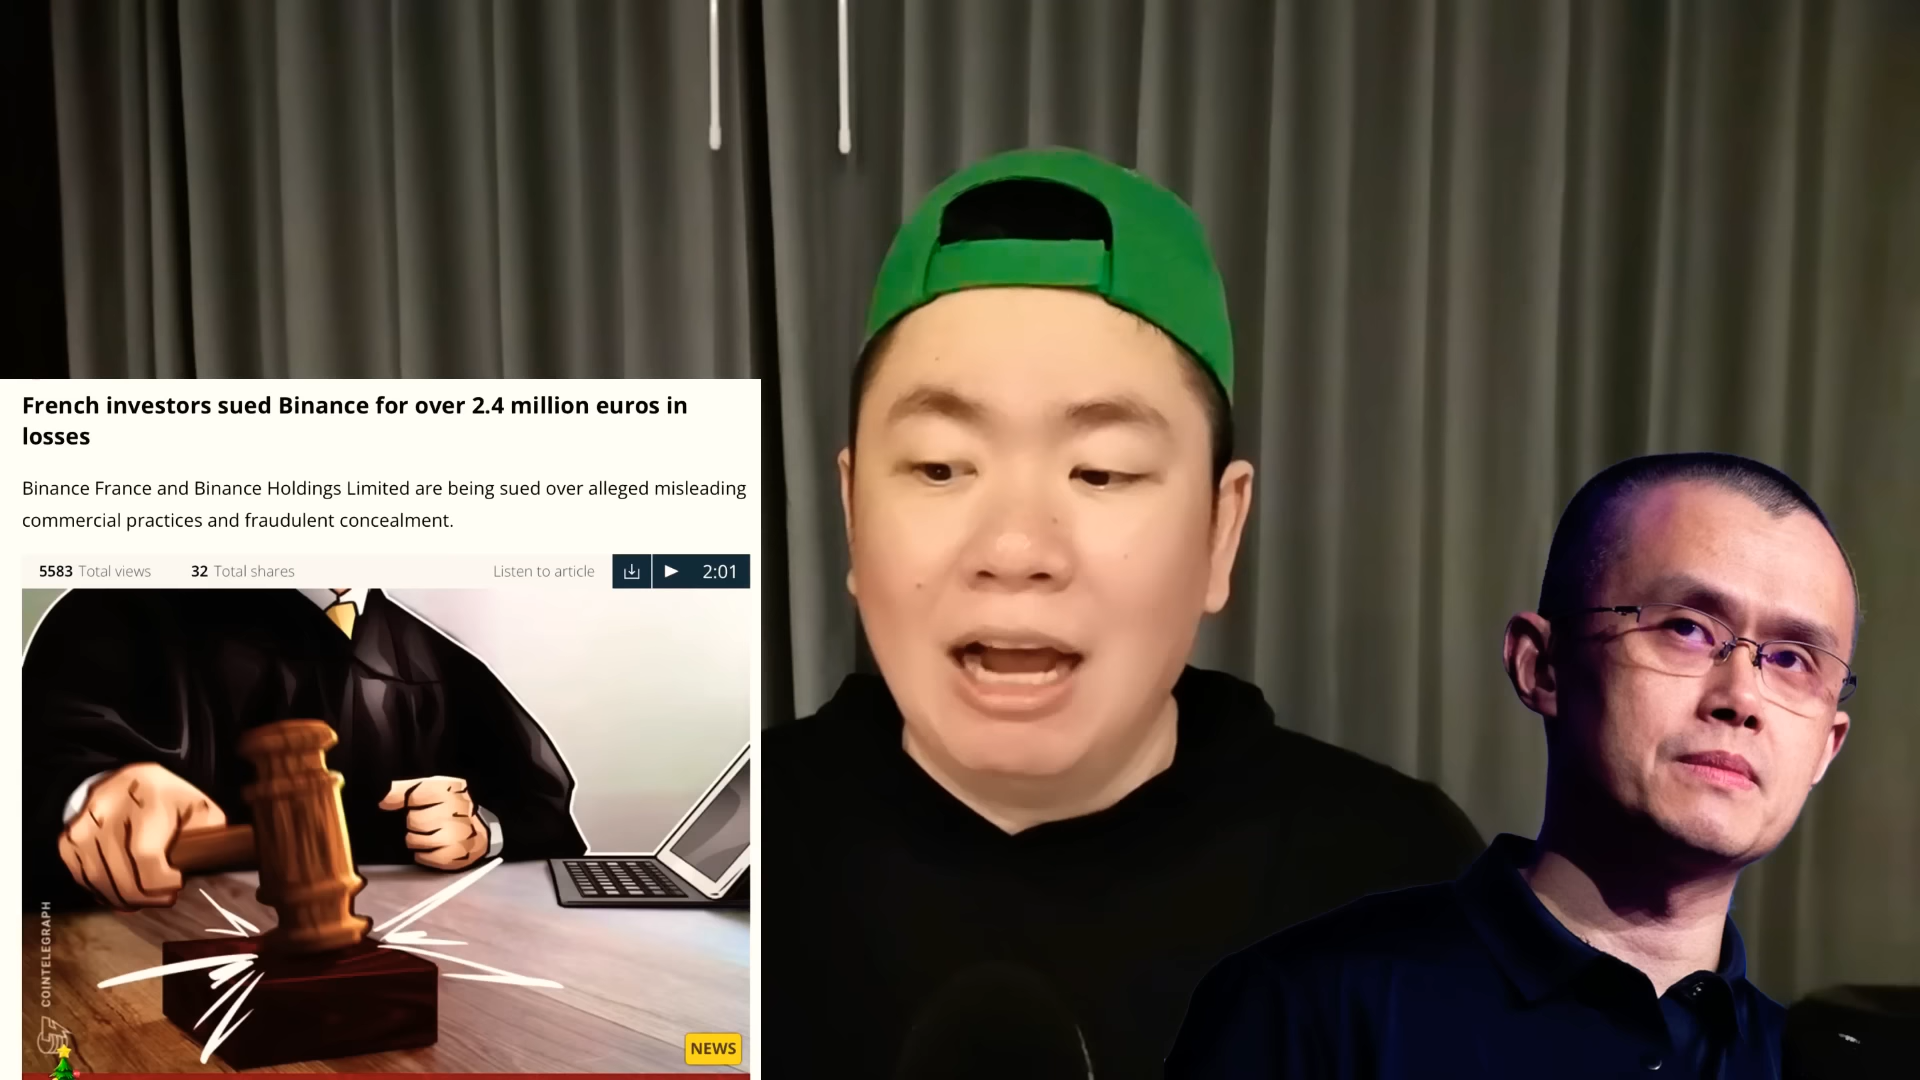 French investors sued Binance for over 2.4 million euros in
losses
Binance France and Binance Holdings Limited are being sued over alleged misleading
commercial practices and fraudulent concealment.
5583 Total views 32 Total shares Listen to article 2:01
COINTELEGRAPH
NEWS